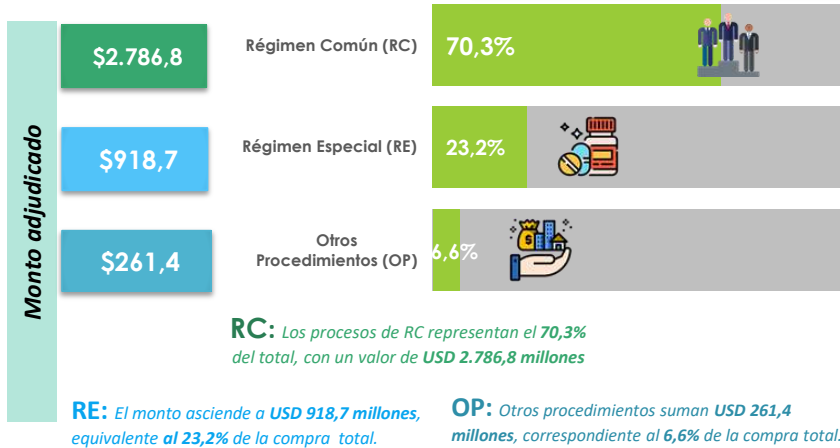 Monto adjudicado
$2.786,8
Régimen Común (RC)
70,3%
$918,7
Régimen Especial (RE)
23,2%
$261,4
Otros
Procedimientos (OP)
6,6%
RC: Los procesos de RC representan el 70,3%
del total, con un valor de USD 2.786,8 millones
RE: El monto asciende a USD 918,7 millones,
equivalente al 23,2% de la compra total.
OP: Otros procedimientos suman USD 261,4
millones, correspondiente al 6,6% de la compra total.